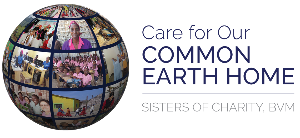 Care for Our
COMMON
EARTH HOME
SISTERS OF CHARITY, BVM